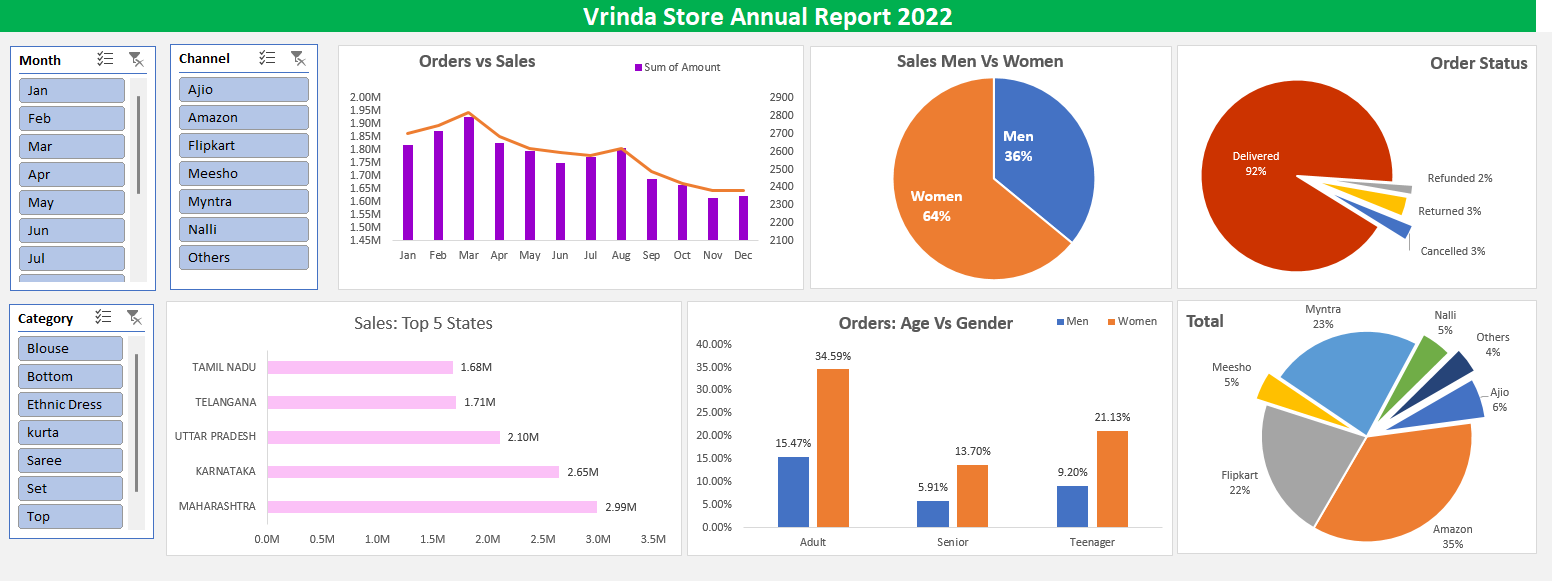 Vrinda Store Annual Report 2022
Month
Jan
Feb
Mar
Apr
May
Jun
Jul
Channel
Ajio
Amazon
Flipkart
Meesho
Myntra
Nalli
Others
Orders vs Sales
Sum of Amount
2.00M
1.95M
1.90M
1.85M
1.80M
1.75M
1.70M
1.65M
1.60M
1.55M
1.50M
1.45M
2900
2800
2700
2600
2500
2400
2300
2200
2100
Jan Feb Mar Apr May Jun Jul Aug Sep Oct Nov Dec
Sales Men Vs Women
Men
36%
Women
64%
Order Status
Delivered
92%
Refunded 2%
Returned 3%
Cancelled 3%
Category
Blouse
Bottom
Ethnic Dress
kurta
Saree
Set
Top
Sales: Top 5 States
TAMIL NADU 1.68M
TELANGANA 1.71M
UTTAR PRADESH 2.10M
KARNATAKA 2.65M
MAHARASHTRA 2.99M
0.0M 0.5M 1.0M 1.5M 2.0M 2.5M 3.0M 3.5M
Orders: Age Vs Gender
Men Women
40.00%
35.00%
30.00%
25.00%
20.00%
15.00%
10.00%
5.00%
0.00%
15.47%
34.59%
5.91%
13.70%
9.20%
21.13%
Adult Senior Teenager
Total
Myntra
23%
Nalli
5%
Others
4%
Ajio
6%
Meesho
5%
Flipkart
22%
Amazon
35%